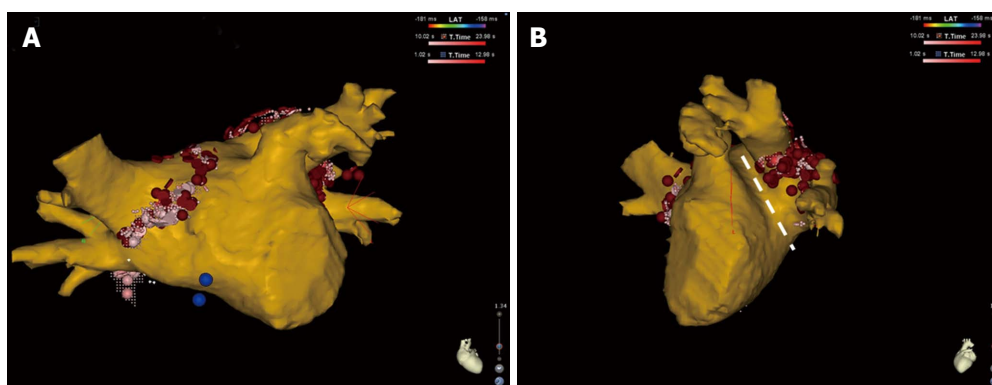 A
-181 ms LAT -158 ms
10.02 s T.Time 23.98 s
1.02 s T.Time 12.98 s
1.34
B
-181 ms LAT -158 ms
10.02 s T.Time 23.98 s
1.02 s T.Time 12.98 s